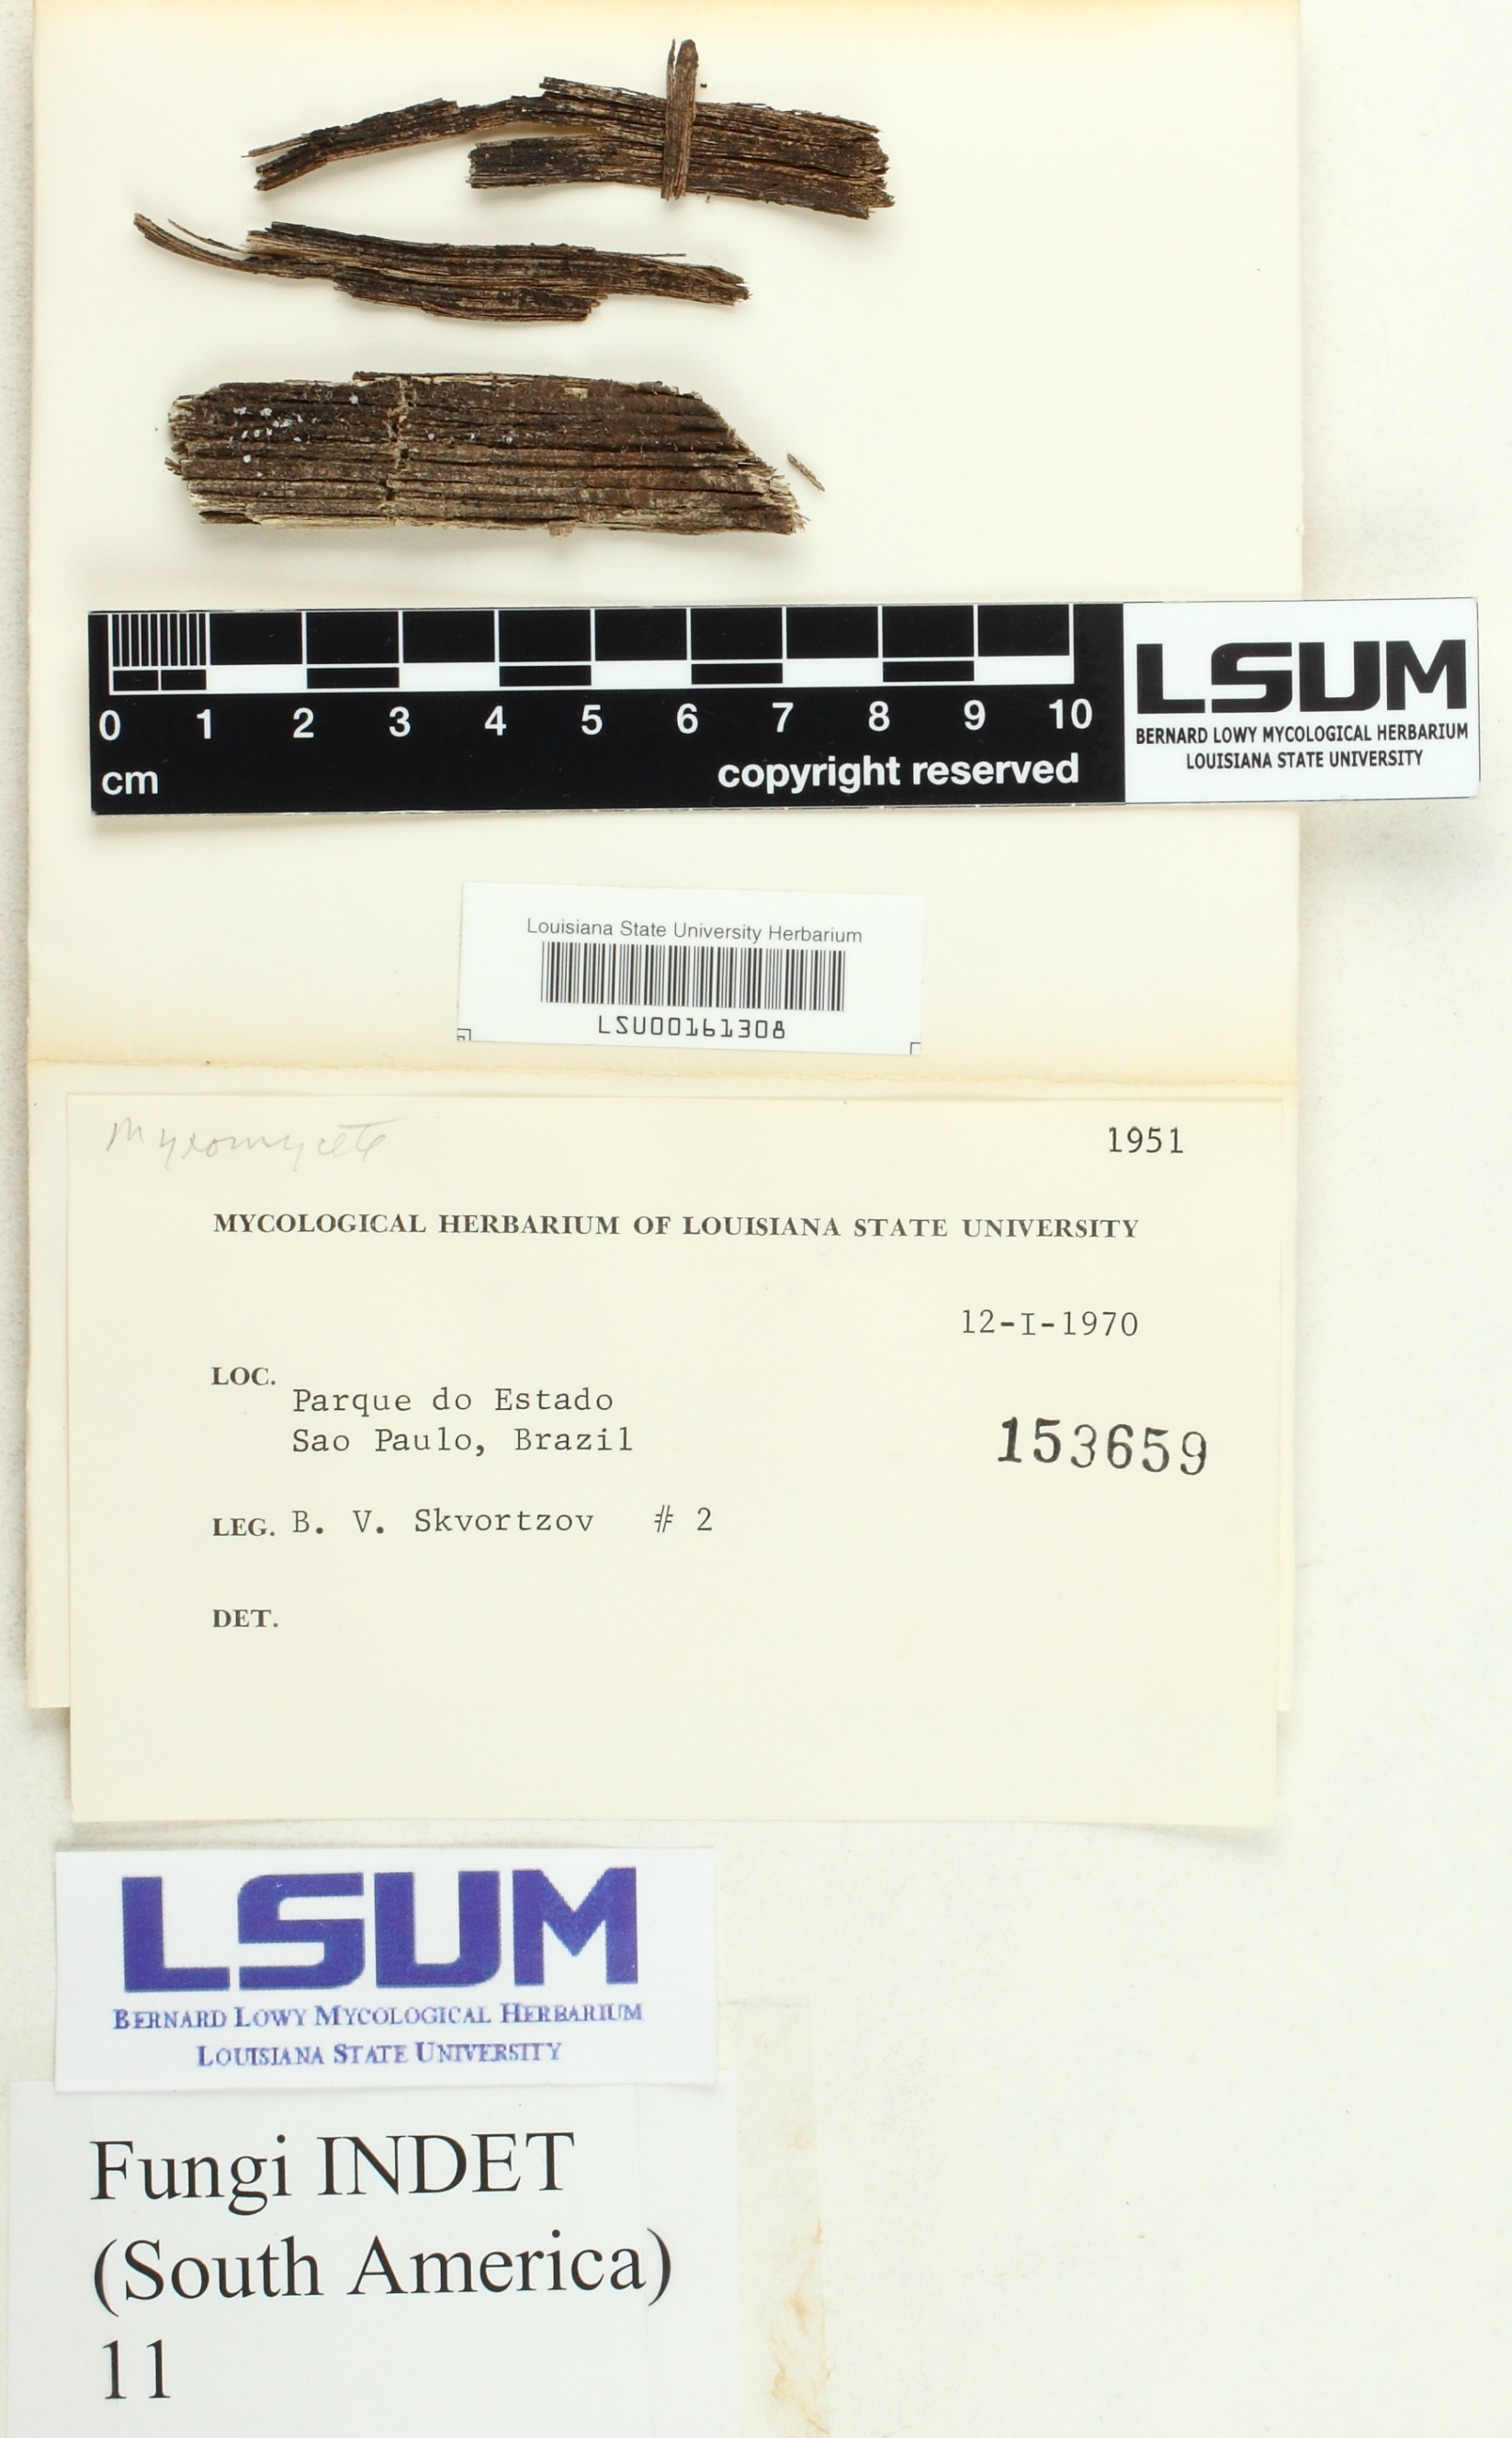 0 1 2 3 4 5 6 7 8 9 10
cm
copyright reserved
LSUM
BERNARD LOWY MYCOLOGICAL HERBARIUM
LOUISIANA STATE UNIVERSITY
Louisiana State University Herbarium
LSU00161308
Myxomycete
1951
MYCOLOGICAL HERBARIUM OF LOUISIANA STATE UNIVERSITY
12-I-1970
LOC.
Parque do Estado
Sao Paulo, Brazil
153659
LEG. B. V. Skvortzov # 2
DET.
LSUM
BERNARD LOWY MYCOLOGICAL HERBARIUM
LOUISIANA STATE UNIVERSITY
Fungi INDET
(South America)
11